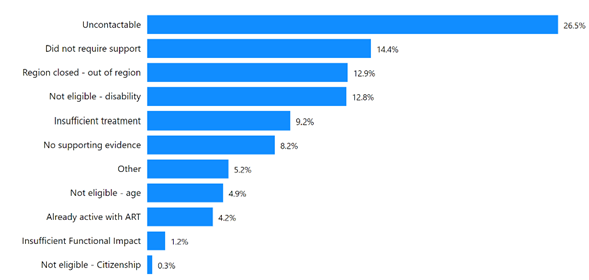 Uncontactable 26.5%
Did not require support 14.4%
Region closed - out of region 12.9%
Not eligible - disability 12.8%
Insufficient treatment 9.2%
No supporting evidence 8.2%
Other 5.2%
Not eligible - age 4.9%
Already active with ART 4.2%
Insufficient Functional Impact 1.2%
Not eligible - Citizenship 0.3%